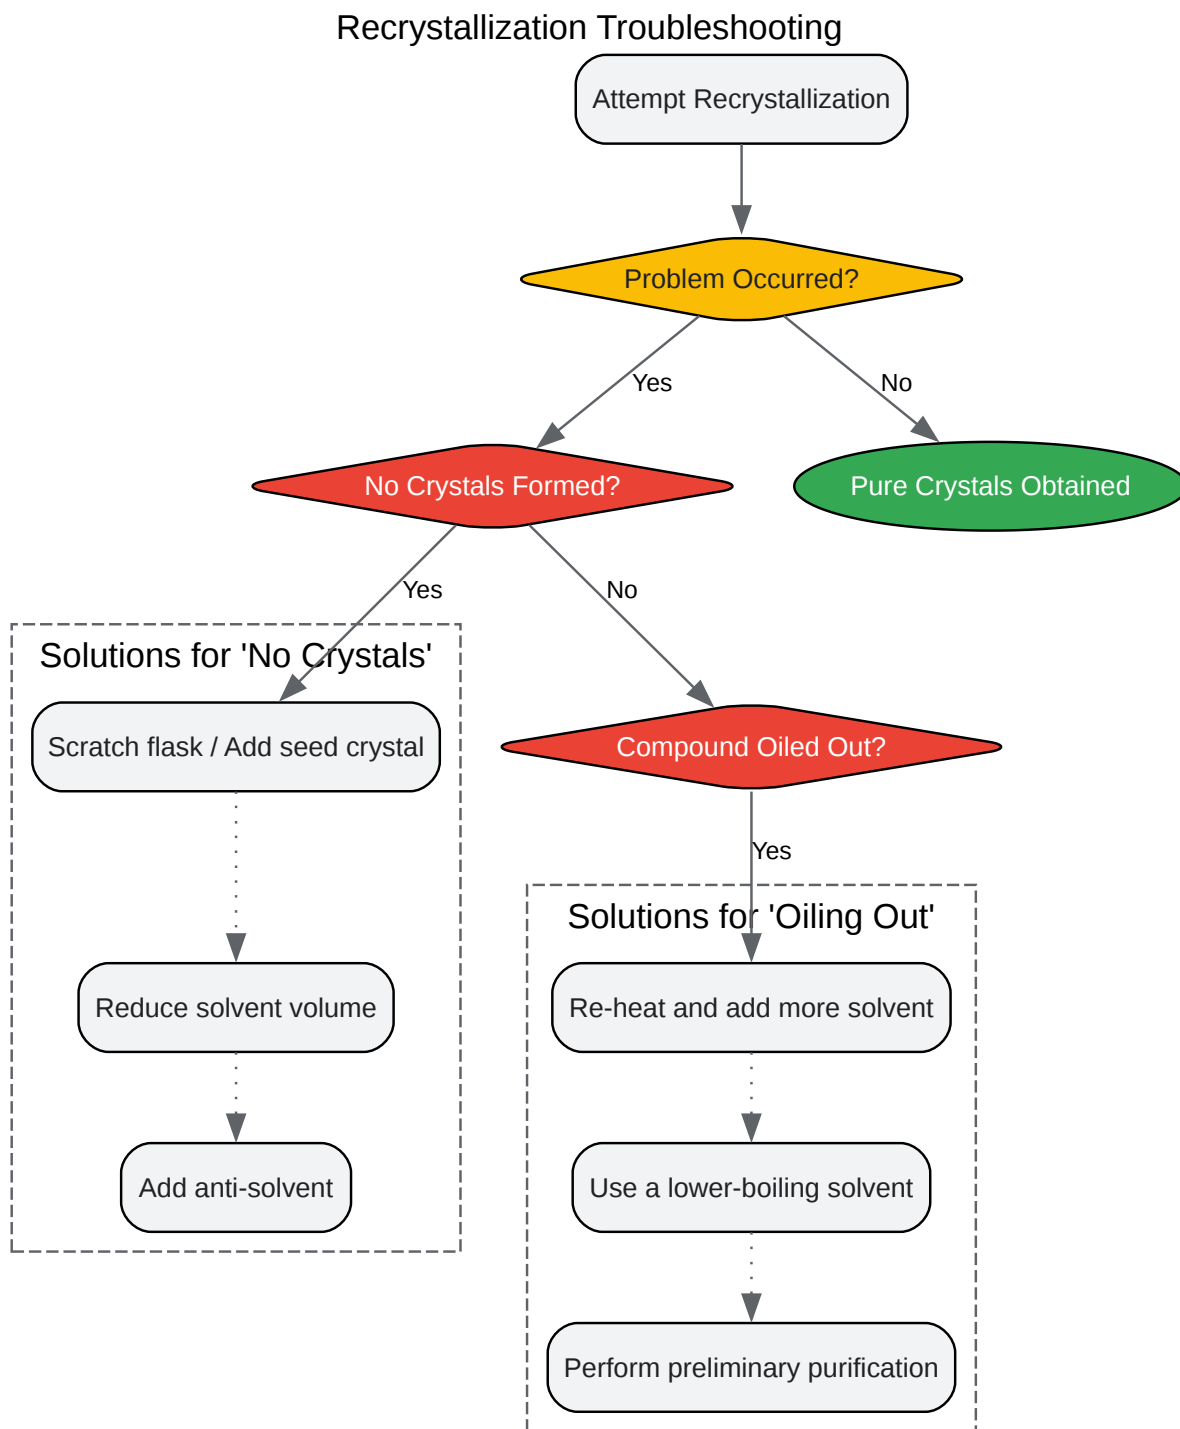 Recrystallization Troubleshooting
Attempt Recrystallization
Problem Occurred?
Yes
No
No Crystals Formed?
Pure Crystals Obtained
Yes
No
Solutions for 'No Crystals'
Scratch flask / Add seed crystal
Compound Oiled Out?
Yes
Solutions for 'Oiling Out'
Reduce solvent volume
Re-heat and add more solvent
Add anti-solvent
Use a lower-boiling solvent
Perform preliminary purification